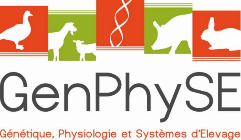 GenPhySE
Génétique, Physiologie et Systèmes d'Elevage